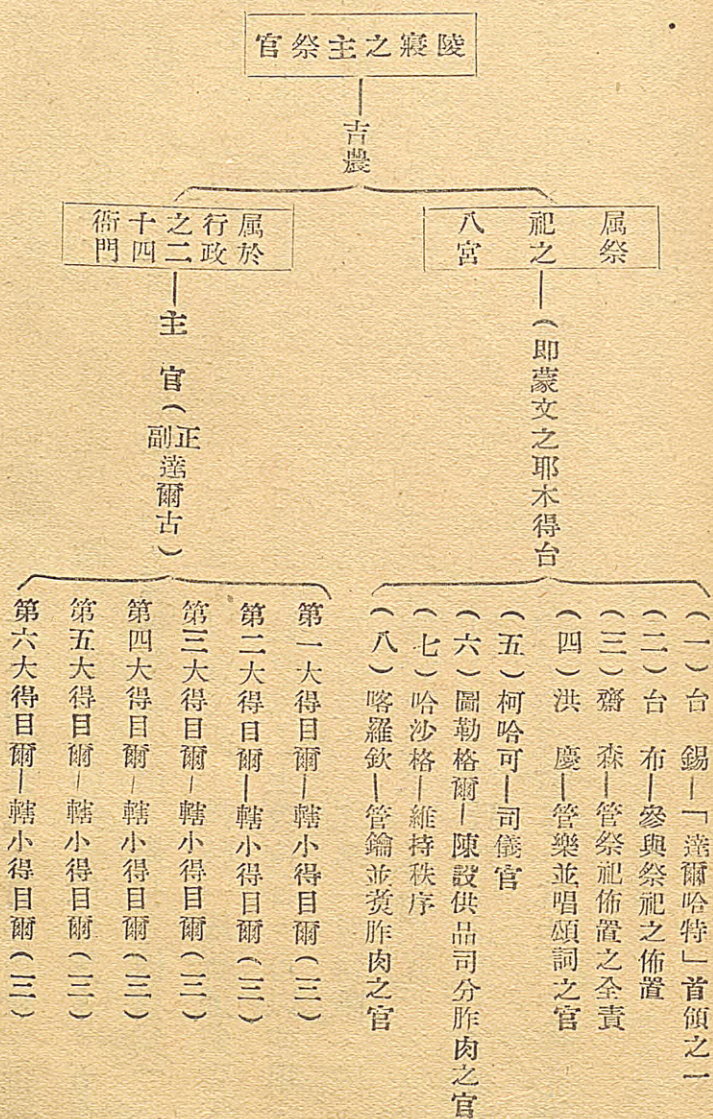 陵寢之主祭官
吉農
属祭
祀之
八宮
（即蒙文之耶木得台
（一）台　錫—「達爾哈特」首領之一
（二）台　布—參與祭祀之佈置
（三）齋　森—管祭祀佈置之全責
（四）洪　慶—管樂並唱頌詞之官
（五）柯哈可—司儀官
（六）圖勒格爾—陳設供品司分胙肉之官
（七）哈沙格—維持秩序
（八）喀羅欽—管鑰並煑胙肉之官
属於
行政
之二
十四
衙門
主　官（正副達爾古）
第一大得目爾—轄小得目爾（三）
第二大得目爾—轄小得目爾（三）
第三大得目爾—轄小得目爾（三）
第四大得目爾—轄小得目爾（三）
第五大得目爾—轄小得目爾（三）
第六大得目爾—轄小得目爾（三）